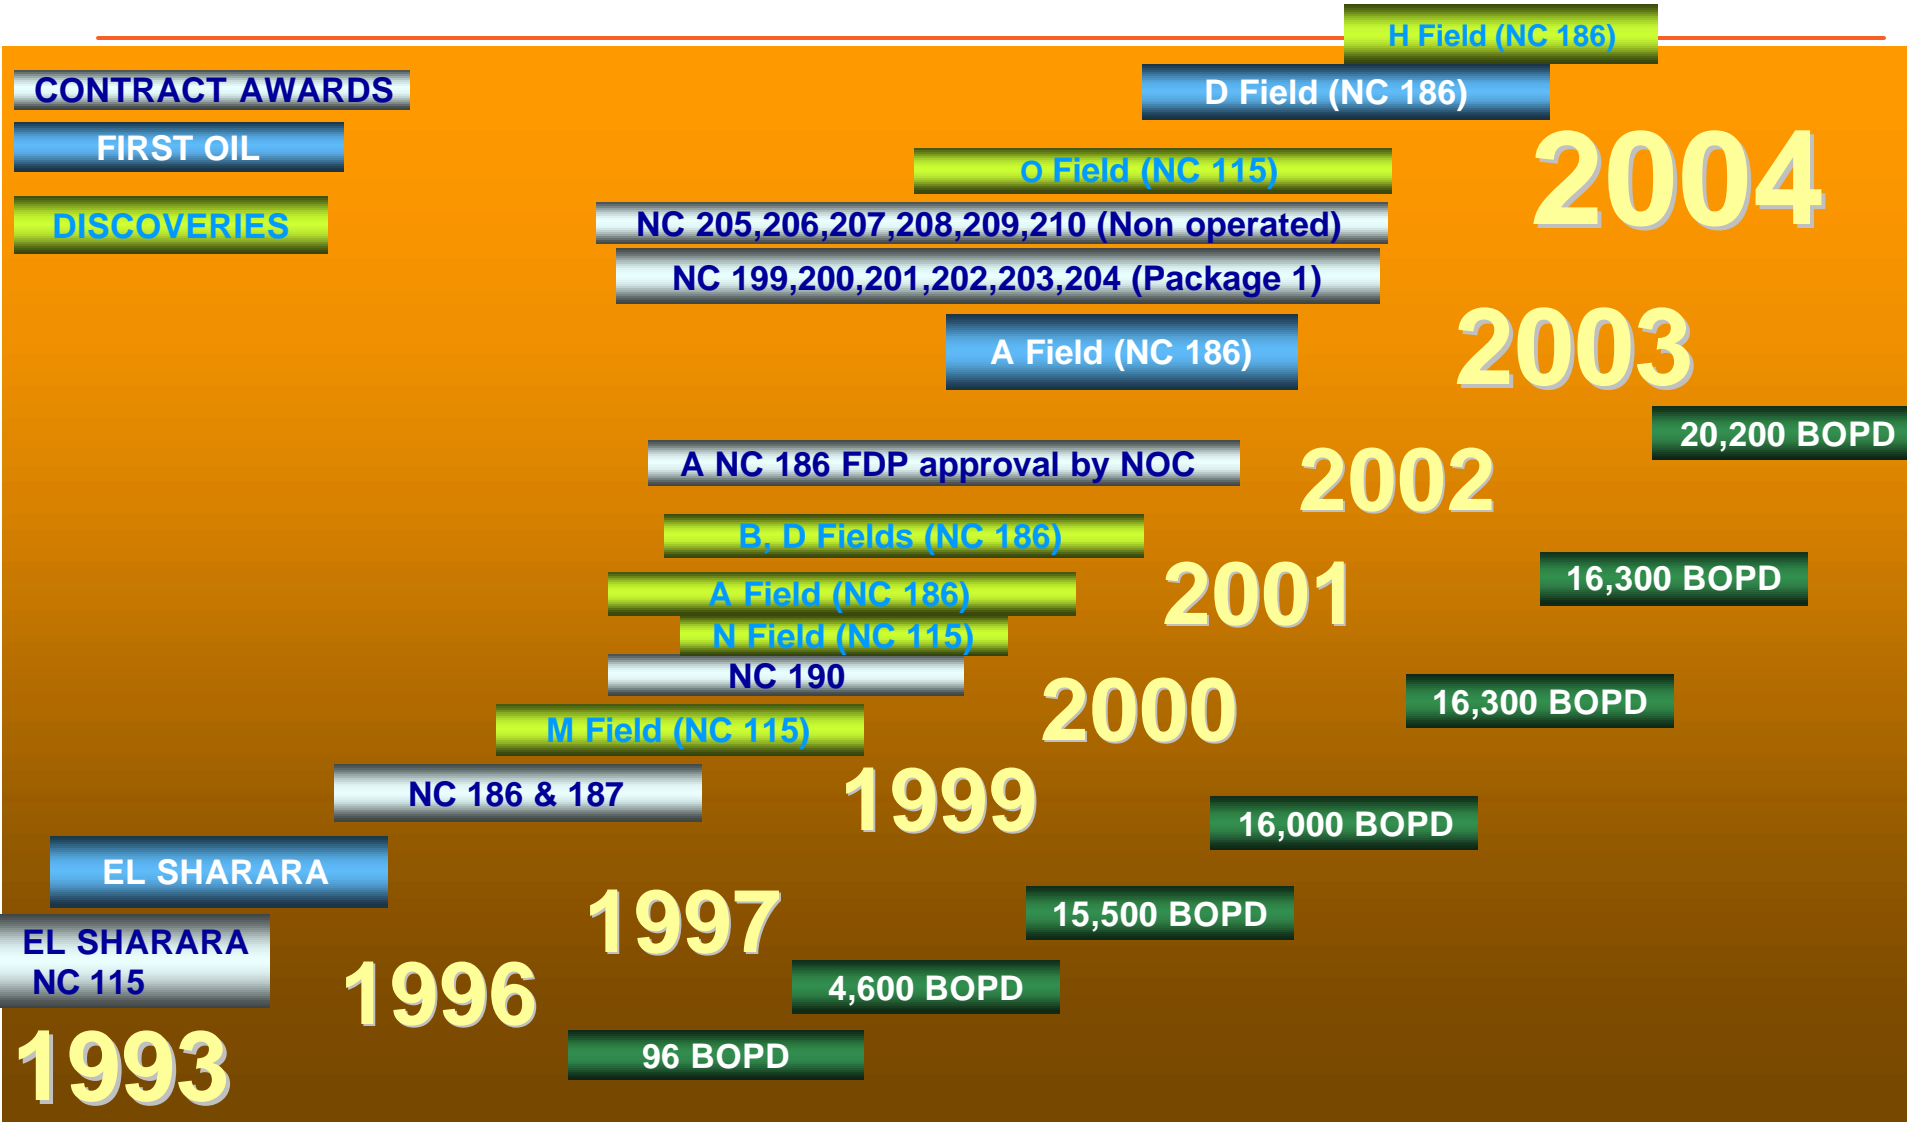 H Field (NC 186)
CONTRACT AWARDS
D Field (NC 186)
FIRST OIL
2004
O Field (NC 115)
DISCOVERIES
NC 205,206,207,208,209,210 (Non operated)
NC 199,200,201,202,203,204 (Package 1)
A Field (NC 186)
2003
20,200 BOPD
A NC 186 FDP approval by NOC
2002
B, D Fields (NC 186)
16,300 BOPD
A Field (NC 186)
2001
N Field (NC 115)
NC 190
16,300 BOPD
2000
M Field (NC 115)
NC 186 & 187
1999
16,000 BOPD
EL SHARARA
15,500 BOPD
1997
EL SHARARA
NC 115
4,600 BOPD
1996
96 BOPD
1993